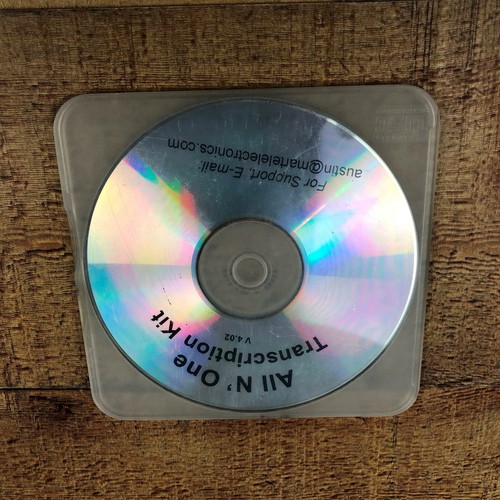 All N' One
Transcription Kit
V 4.02
For Support, E-mail:
austin@martelelectronics.com